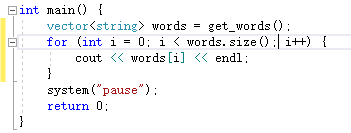 int main() {
    vector<string> words = get_words();
    for (int i = 0; i < words.size(); i++) {
        cout << words[i] << endl;
    }
    system("pause");
    return 0;
}